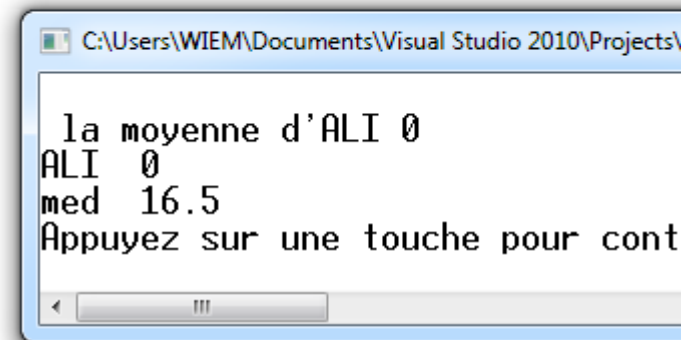 C:\Users\WIEM\Documents\Visual Studio 2010\Projects\
la moyenne d'ALI 0
ALI 0
med 16.5
Appuyez sur une touche pour cont